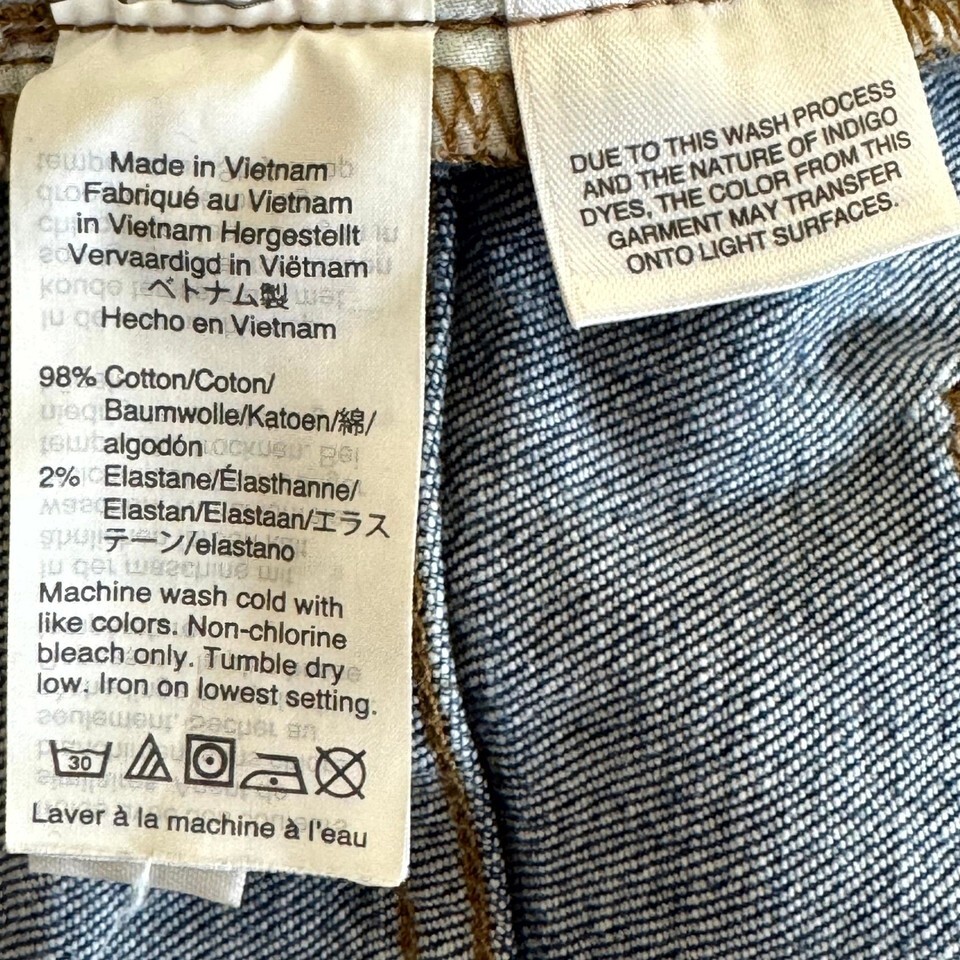 Made in Vietnam
Fabriqué au Vietnam
in Vietnam Hergestellt
Vervaardigd in Viëtnam
ベトナム製
Hecho en Vietnam
98% Cotton/Coton/
Baumwolle/Katoen/綿/
algodón
2% Elastane/Élasthanne/
Elastan/Elastaan/エラス
テーン/elastano
Machine wash cold with
like colors. Non-chlorine
bleach only. Tumble dry
low. Iron on lowest setting.
30
Laver à la machine à l'eau
DUE TO THIS WASH PROCESS
AND THE NATURE OF INDIGO
DYES, THE COLOR FROM THIS
GARMENT MAY TRANSFER
ONTO LIGHT SURFACES.